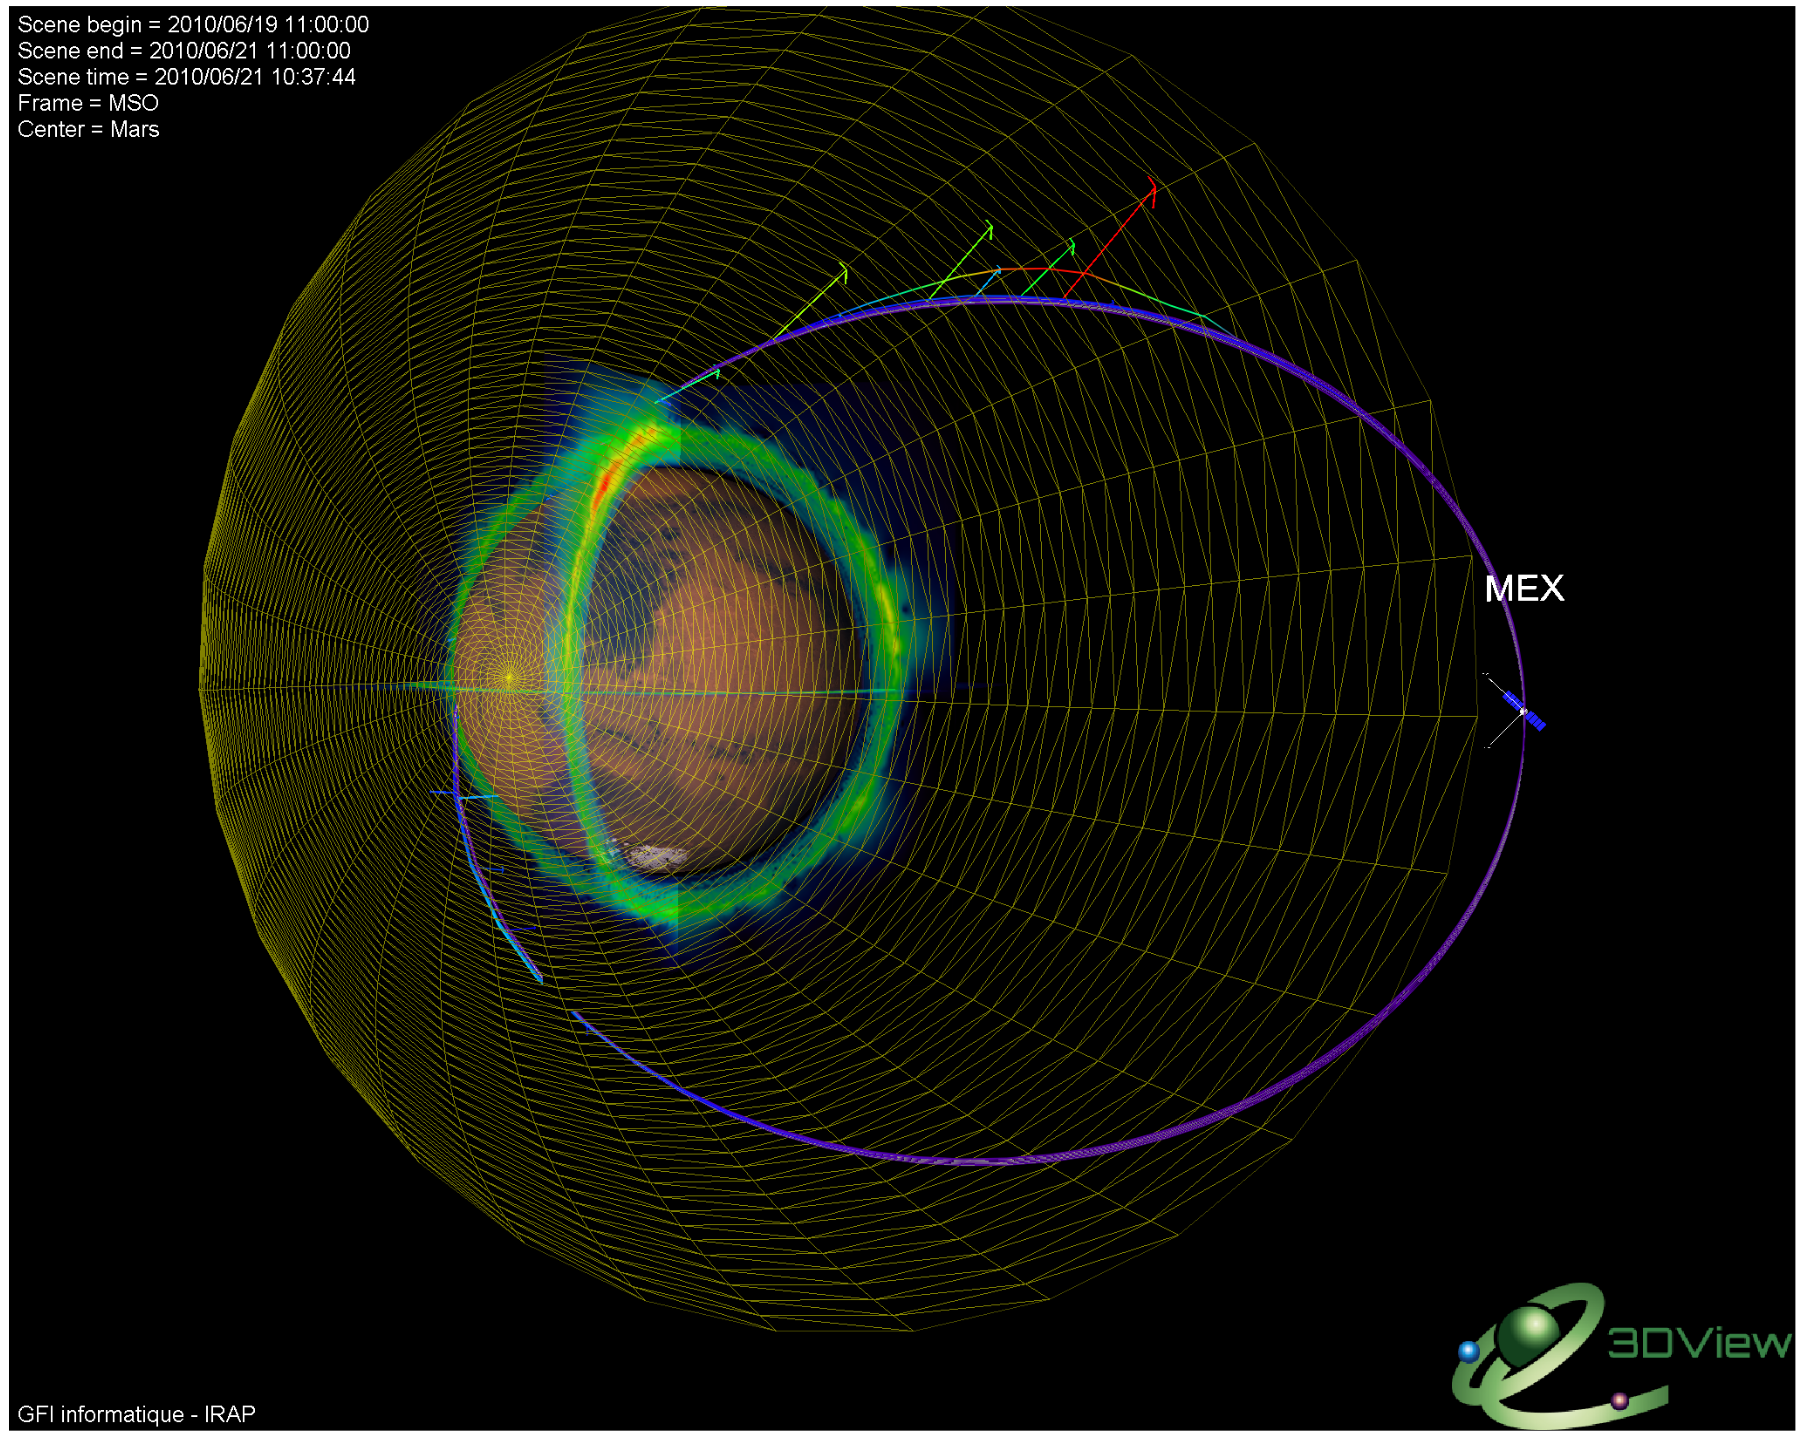 Scene begin = 2010/06/19 11:00:00
Scene end = 2010/06/21 11:00:00
Scene time = 2010/06/21 10:37:44
Frame = MSO
Center = Mars
MEX
3DView
GFI informatique - IRAP